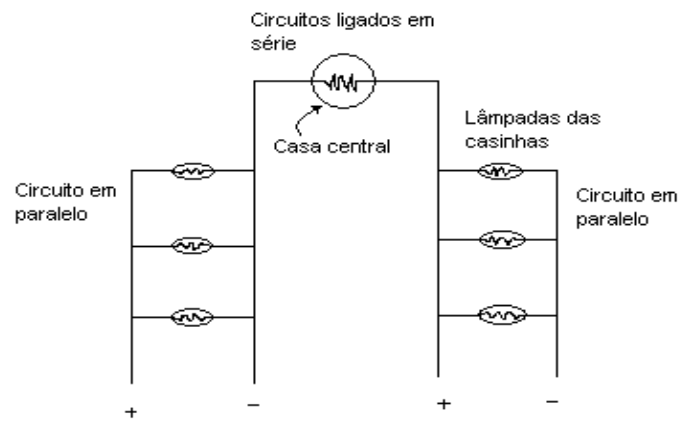 Circuitos ligados em
série
Casa central
Lâmpadas das
casinhas
Circuito em
paralelo
Circuito em
paralelo
+
–
+
–